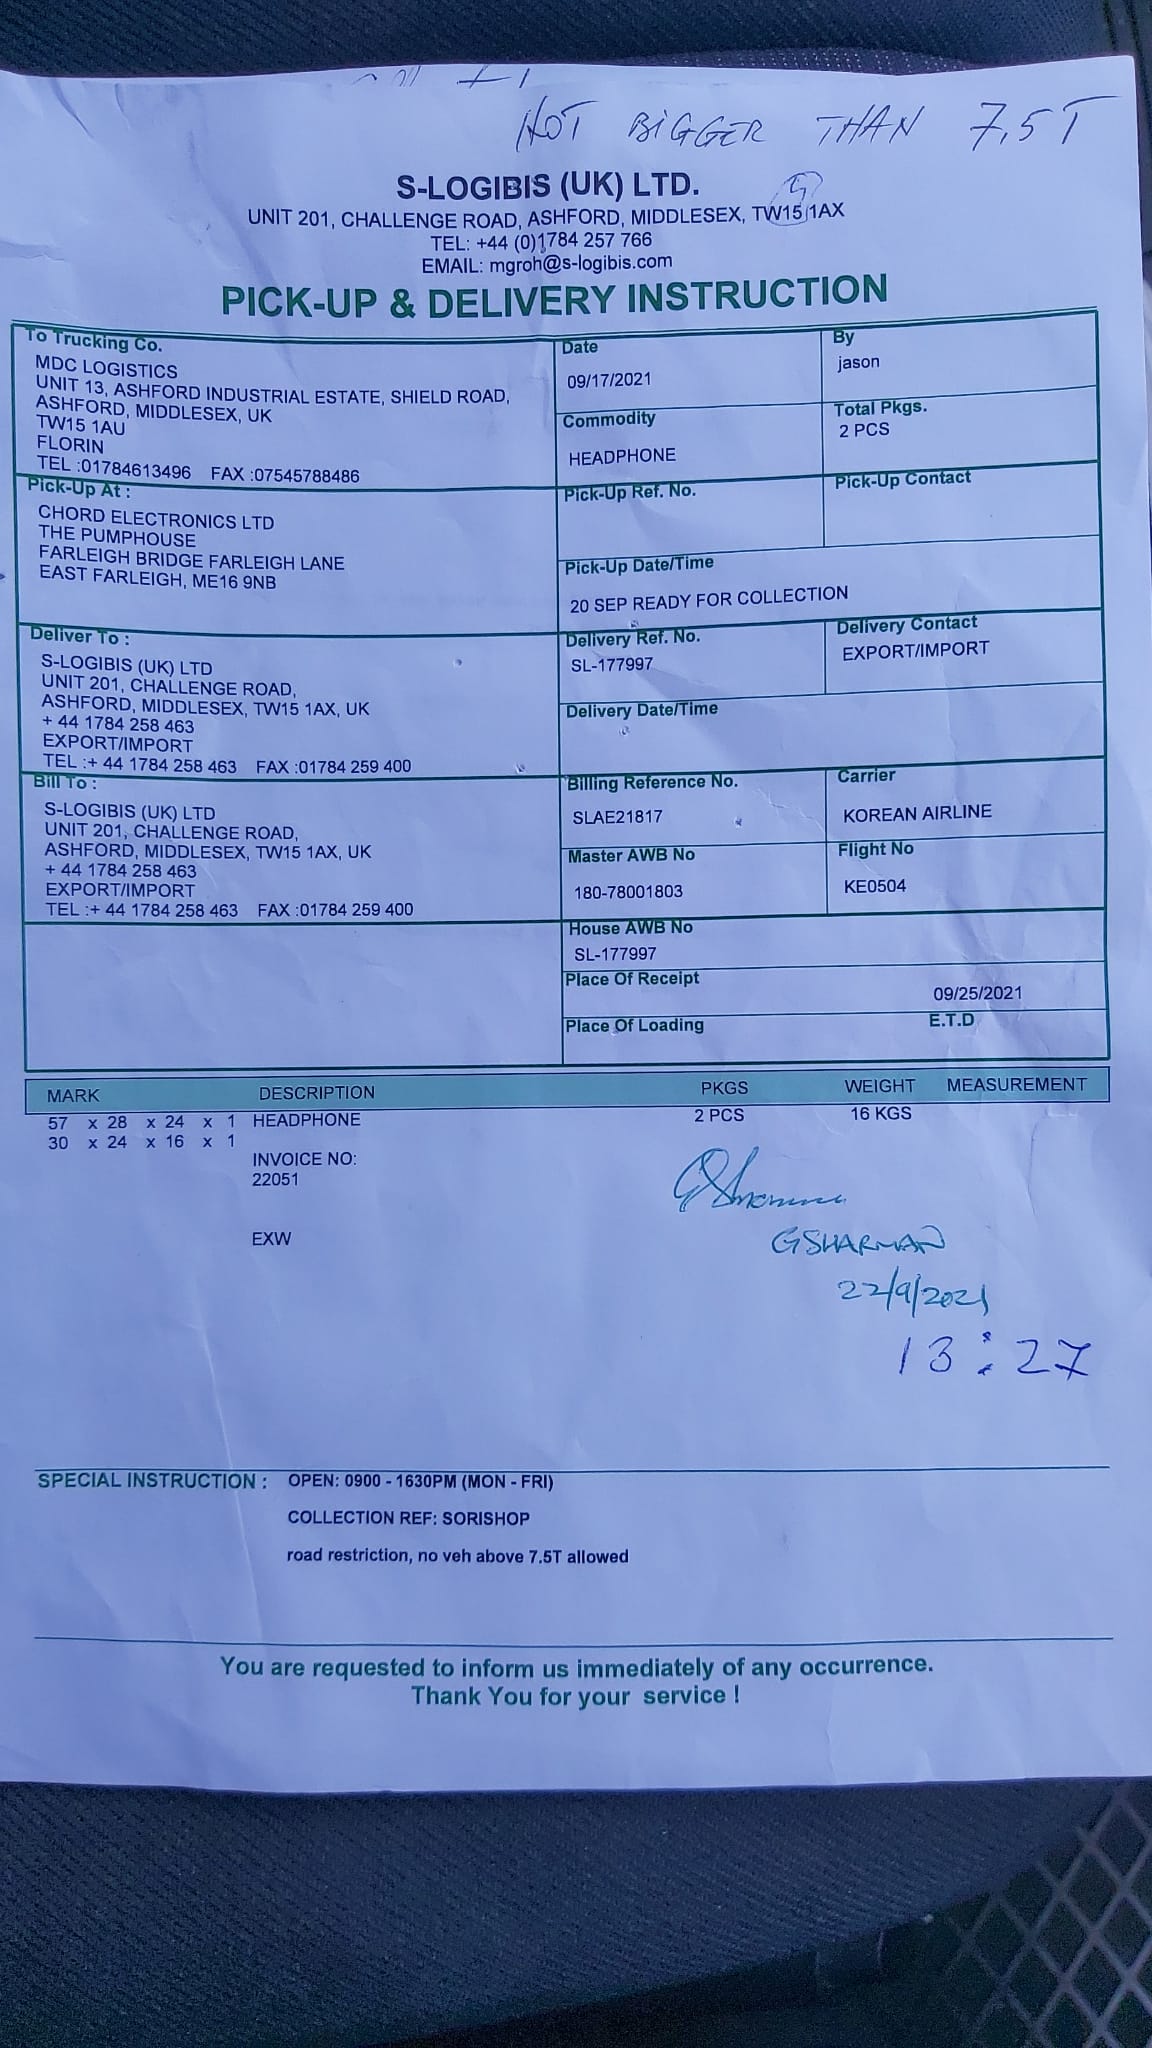 NOT BIGGER THAN 7,5T
S-LOGIBIS (UK) LTD.
UNIT 201, CHALLENGE ROAD, ASHFORD, MIDDLESEX, TW15 1AX
TEL: +44 (0)1784 257 766
EMAIL: mgroh@s-logibis.com
PICK-UP & DELIVERY INSTRUCTION
To Trucking Co.
MDC LOGISTICS
UNIT 13, ASHFORD INDUSTRIAL ESTATE, SHIELD ROAD,
ASHFORD, MIDDLESEX, UK
TW15 1AU
FLORIN
TEL :01784613496 FAX :07545788486
Date
09/17/2021
By
jason
Commodity
HEADPHONE
Total Pkgs.
2 PCS
Pick-Up At :
CHORD ELECTRONICS LTD
THE PUMPHOUSE
FARLEIGH BRIDGE FARLEIGH LANE
EAST FARLEIGH, ME16 9NB
Pick-Up Ref. No.
Pick-Up Contact
Pick-Up Date/Time
20 SEP READY FOR COLLECTION
Deliver To :
S-LOGIBIS (UK) LTD
UNIT 201, CHALLENGE ROAD,
ASHFORD, MIDDLESEX, TW15 1AX, UK
+ 44 1784 258 463
EXPORT/IMPORT
TEL :+ 44 1784 258 463 FAX :01784 259 400
Delivery Ref. No.
SL-177997
Delivery Contact
EXPORT/IMPORT
Delivery Date/Time
Bill To :
S-LOGIBIS (UK) LTD
UNIT 201, CHALLENGE ROAD,
ASHFORD, MIDDLESEX, TW15 1AX, UK
+ 44 1784 258 463
EXPORT/IMPORT
TEL :+ 44 1784 258 463 FAX :01784 259 400
Billing Reference No.
SLAE21817
Carrier
KOREAN AIRLINE
Master AWB No
180-78001803
Flight No
KE0504
House AWB No
SL-177997
Place Of Receipt
09/25/2021
Place Of Loading E.T.D
MARK DESCRIPTION PKGS WEIGHT MEASUREMENT
57 x 28 x 24 x 1 HEADPHONE 2 PCS 16 KGS
30 x 24 x 16 x 1
INVOICE NO:
22051
EXW
GSHARMAN
22/9/2021
13:27
SPECIAL INSTRUCTION : OPEN: 0900 - 1630PM (MON - FRI)
COLLECTION REF: SORISHOP
road restriction, no veh above 7.5T allowed
You are requested to inform us immediately of any occurrence.
Thank You for your service !